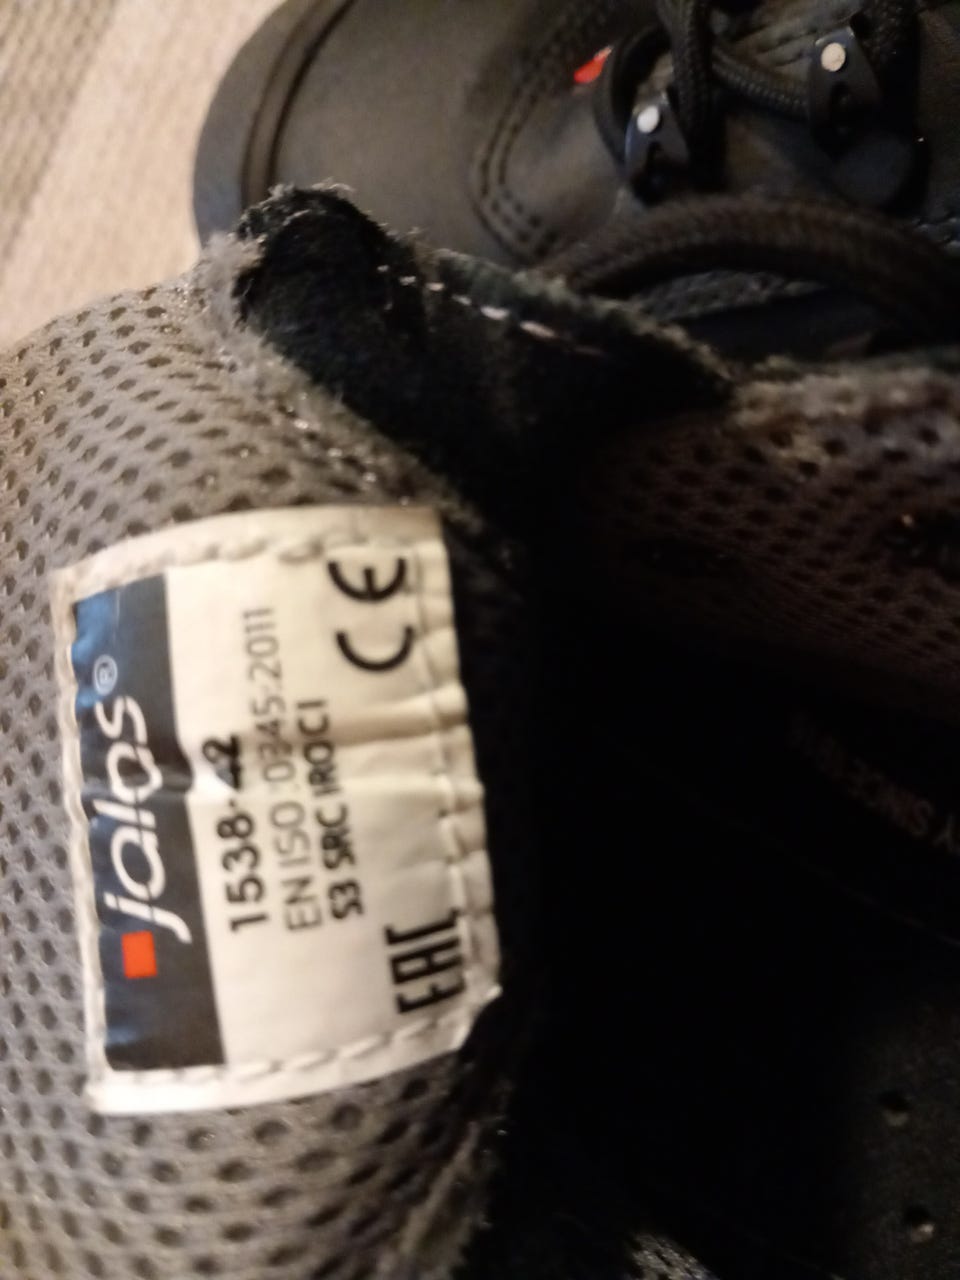 jalas®
1538-42
EN ISO 20345:2011
S3 SRC HRO CI
CE
EAC